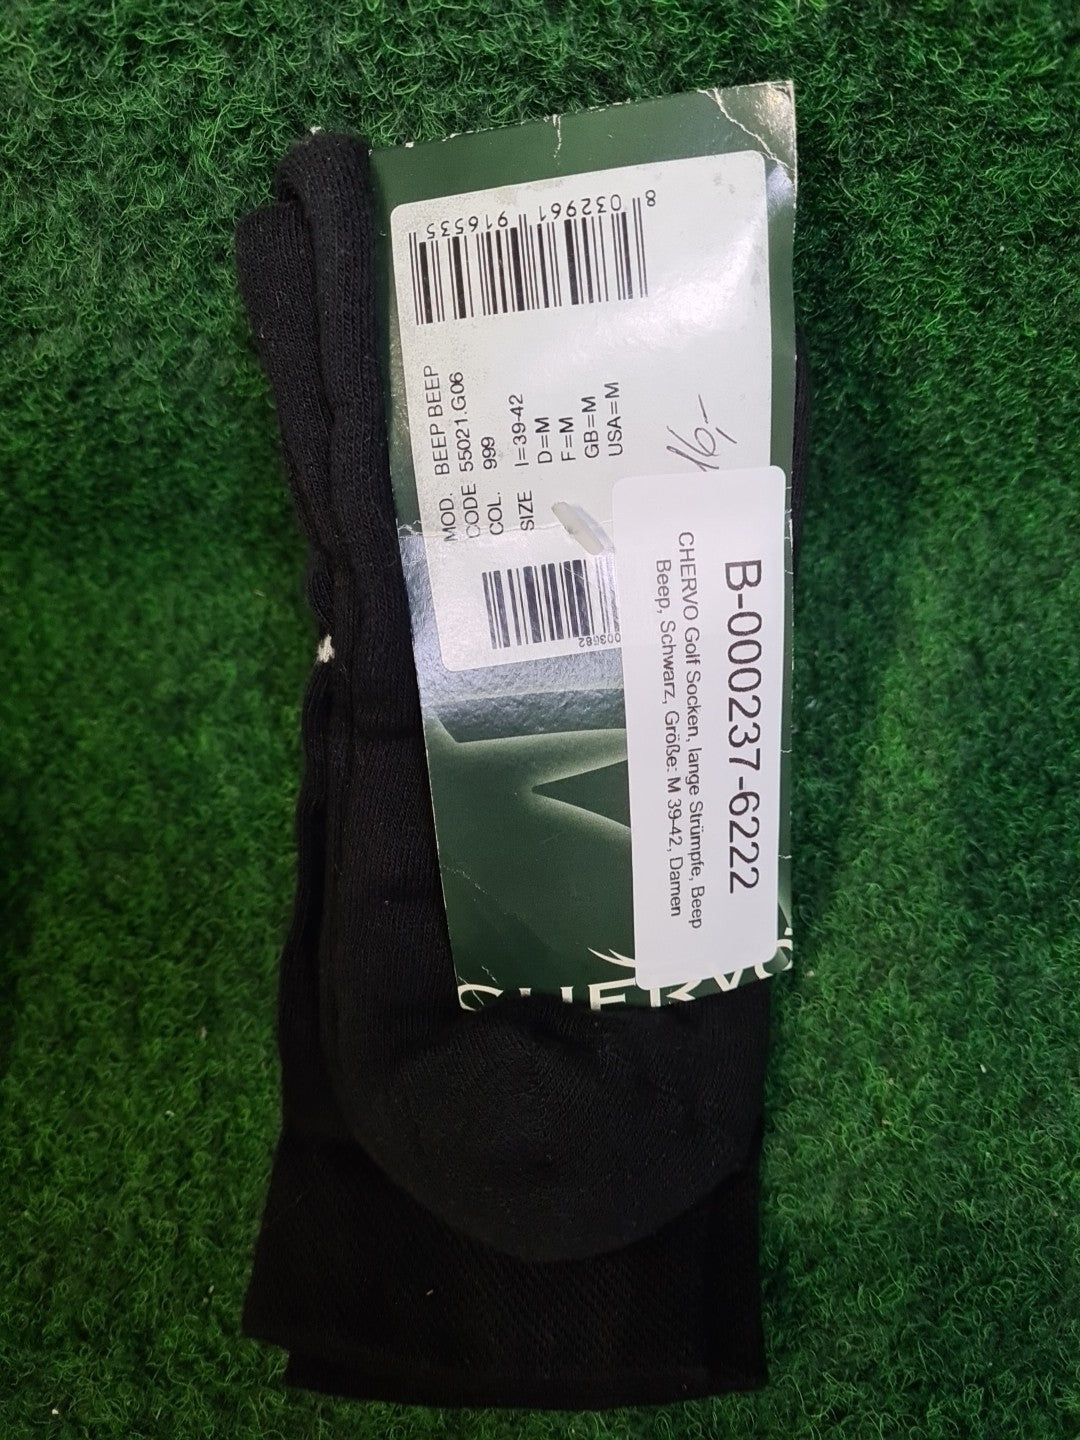 8 032961 916535
MOD. BEEP BEEP
CODE 55021.G06
COL. 999
SIZE I=39-42
D=M
F=M
GB=M
USA=M
B-000237-6222
CHERVO Golf Socken, lange Strümpfe, Beep
Beep, Schwarz, Größe: M 39-42, Damen
CHERVO